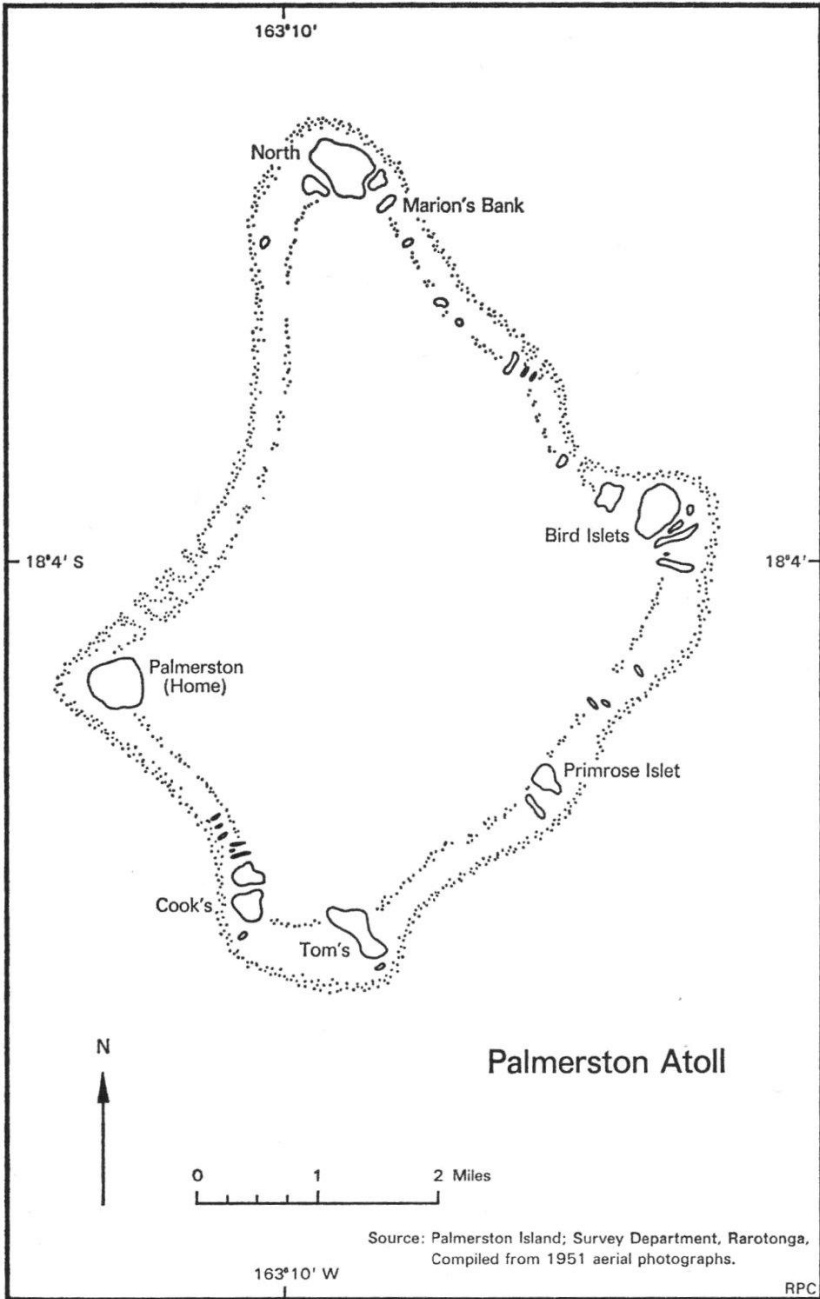 163°10'
North
Marion's Bank
Bird Islets
18°4' S
18°4'
Palmerston
(Home)
Primrose Islet
Cook's
Tom's
N
Palmerston Atoll
0 1 2 Miles
Source: Palmerston Island; Survey Department, Rarotonga,
Compiled from 1951 aerial photographs.
163°10' W
RPC